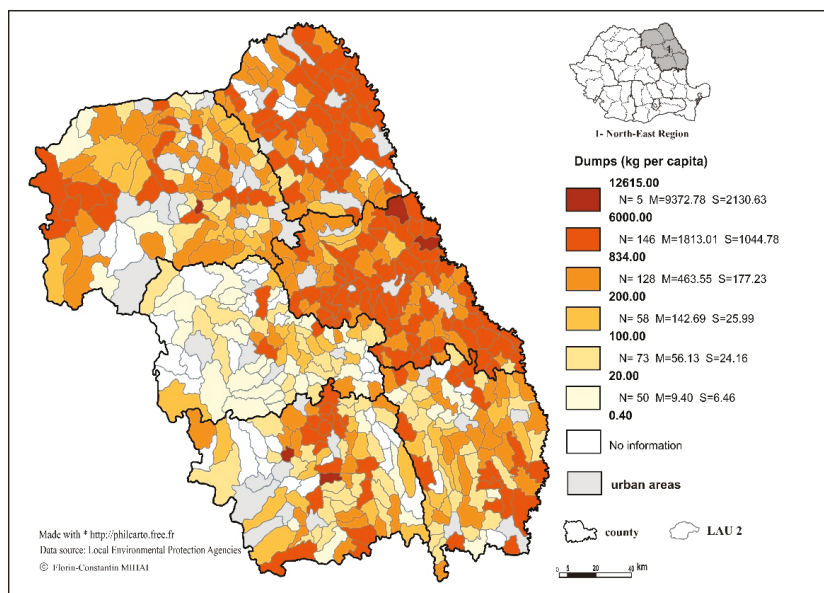 1
1- North-East Region
Dumps (kg per capita)
12615.00
N= 5 M=9372.78 S=2130.63
6000.00
N= 146 M=1813.01 S=1044.78
834.00
N= 128 M=463.55 S=177.23
200.00
N= 58 M=142.69 S=25.99
100.00
N= 73 M=56.13 S=24.16
20.00
N= 50 M=9.40 S=6.46
0.40
No information
urban areas
county LAU 2
Made with * http://philcarto.free.fr
Data source: Local Environmental Protection Agencies
© Florin-Constantin MIHAI
0 5 20 40 km